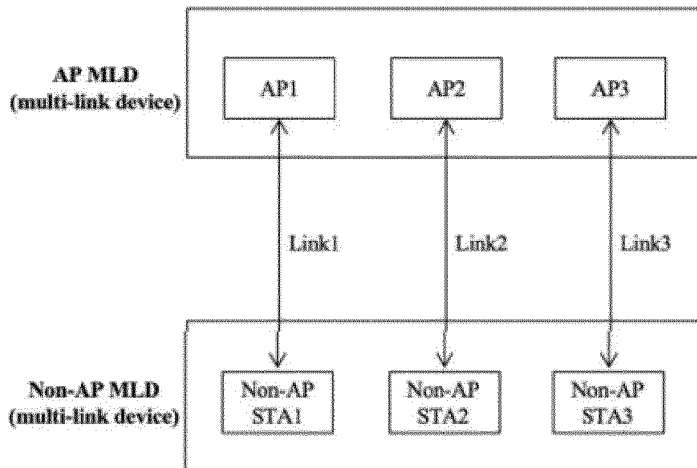 AP MLD
(multi-link device)
AP1
AP2
AP3
Link1
Link2
Link3
Non-AP MLD
(multi-link device)
Non-AP
STA1
Non-AP
STA2
Non-AP
STA3